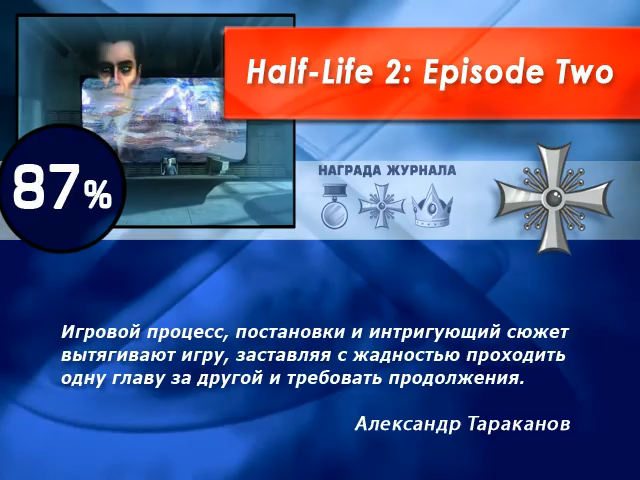 Half-Life 2: Episode Two
87%
НАГРАДА ЖУРНАЛА
Игровой процесс, постановки и интригующий сюжет
вытягивают игру, заставляя с жадностью проходить
одну главу за другой и требовать продолжения.
Александр Тараканов